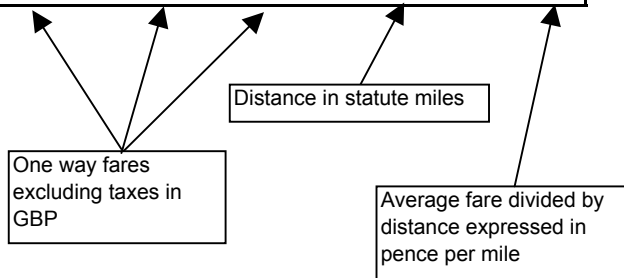 Distance in statute miles
One way fares
excluding taxes in
GBP
Average fare divided by
distance expressed in
pence per mile